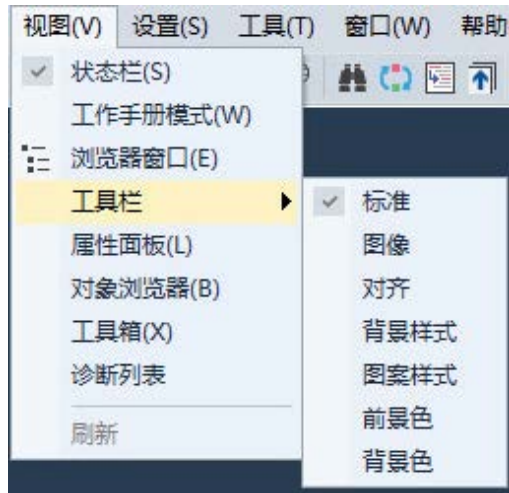 视图(V) 设置(S) 工具(T) 窗口(W) 帮助
状态栏(S)
工作手册模式(W)
浏览器窗口(E)
工具栏
属性面板(L)
对象浏览器(B)
工具箱(X)
诊断列表
刷新
标准
图像
对齐
背景样式
图案样式
前景色
背景色